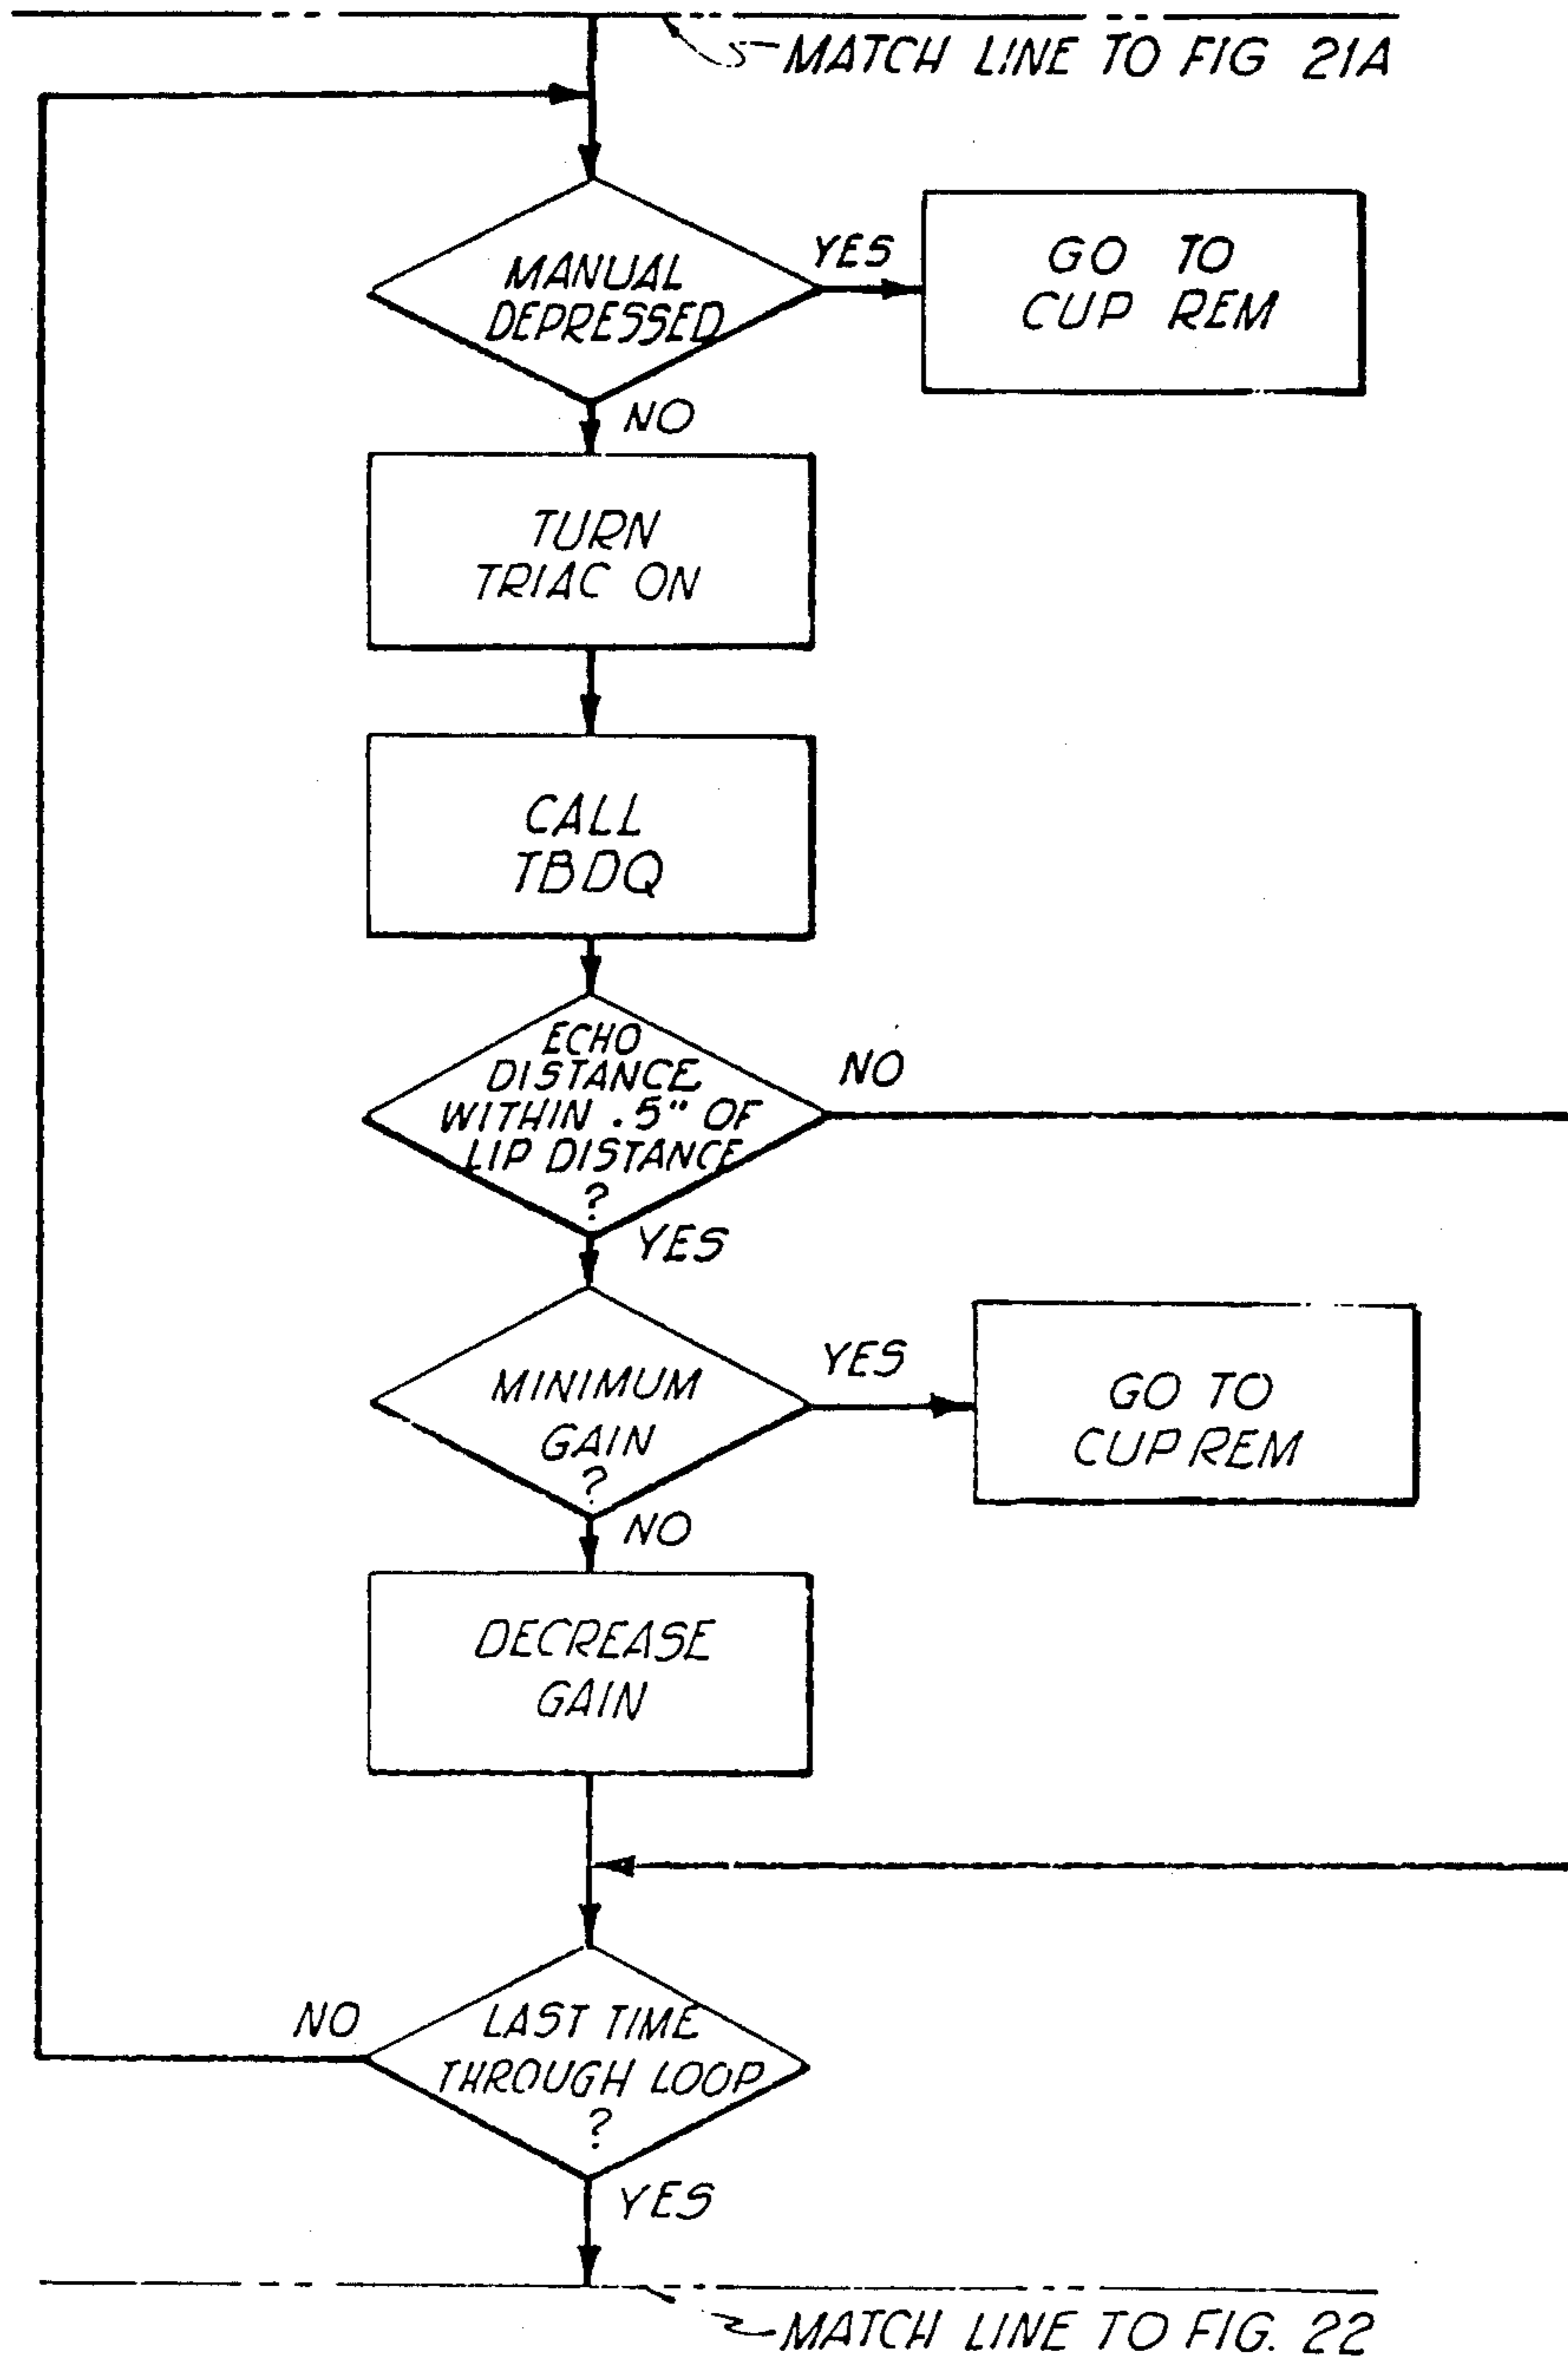 MATCH LINE TO FIG 21A
MANUAL
DEPRESSED
YES
GO TO
CUP REM
NO
TURN
TRIAC ON
CALL
TBDQ
ECHO
DISTANCE
WITHIN .5" OF
LIP DISTANCE
?
NO
YES
MINIMUM
GAIN
?
YES
GO TO
CUP REM
NO
DECREASE
GAIN
LAST TIME
THROUGH LOOP
?
NO
YES
MATCH LINE TO FIG. 22